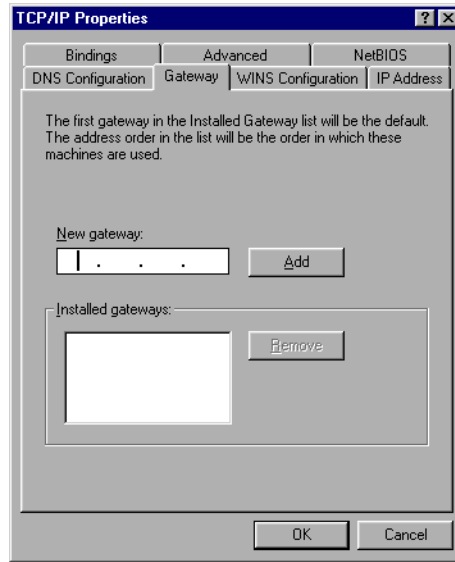 TCP/IP Properties
Bindings Advanced NetBIOS
DNS Configuration Gateway WINS Configuration IP Address
The first gateway in the Installed Gateway list will be the default.
The address order in the list will be the order in which these
machines are used.
New gateway:
. . . Add
Installed gateways:
Remove
OK Cancel